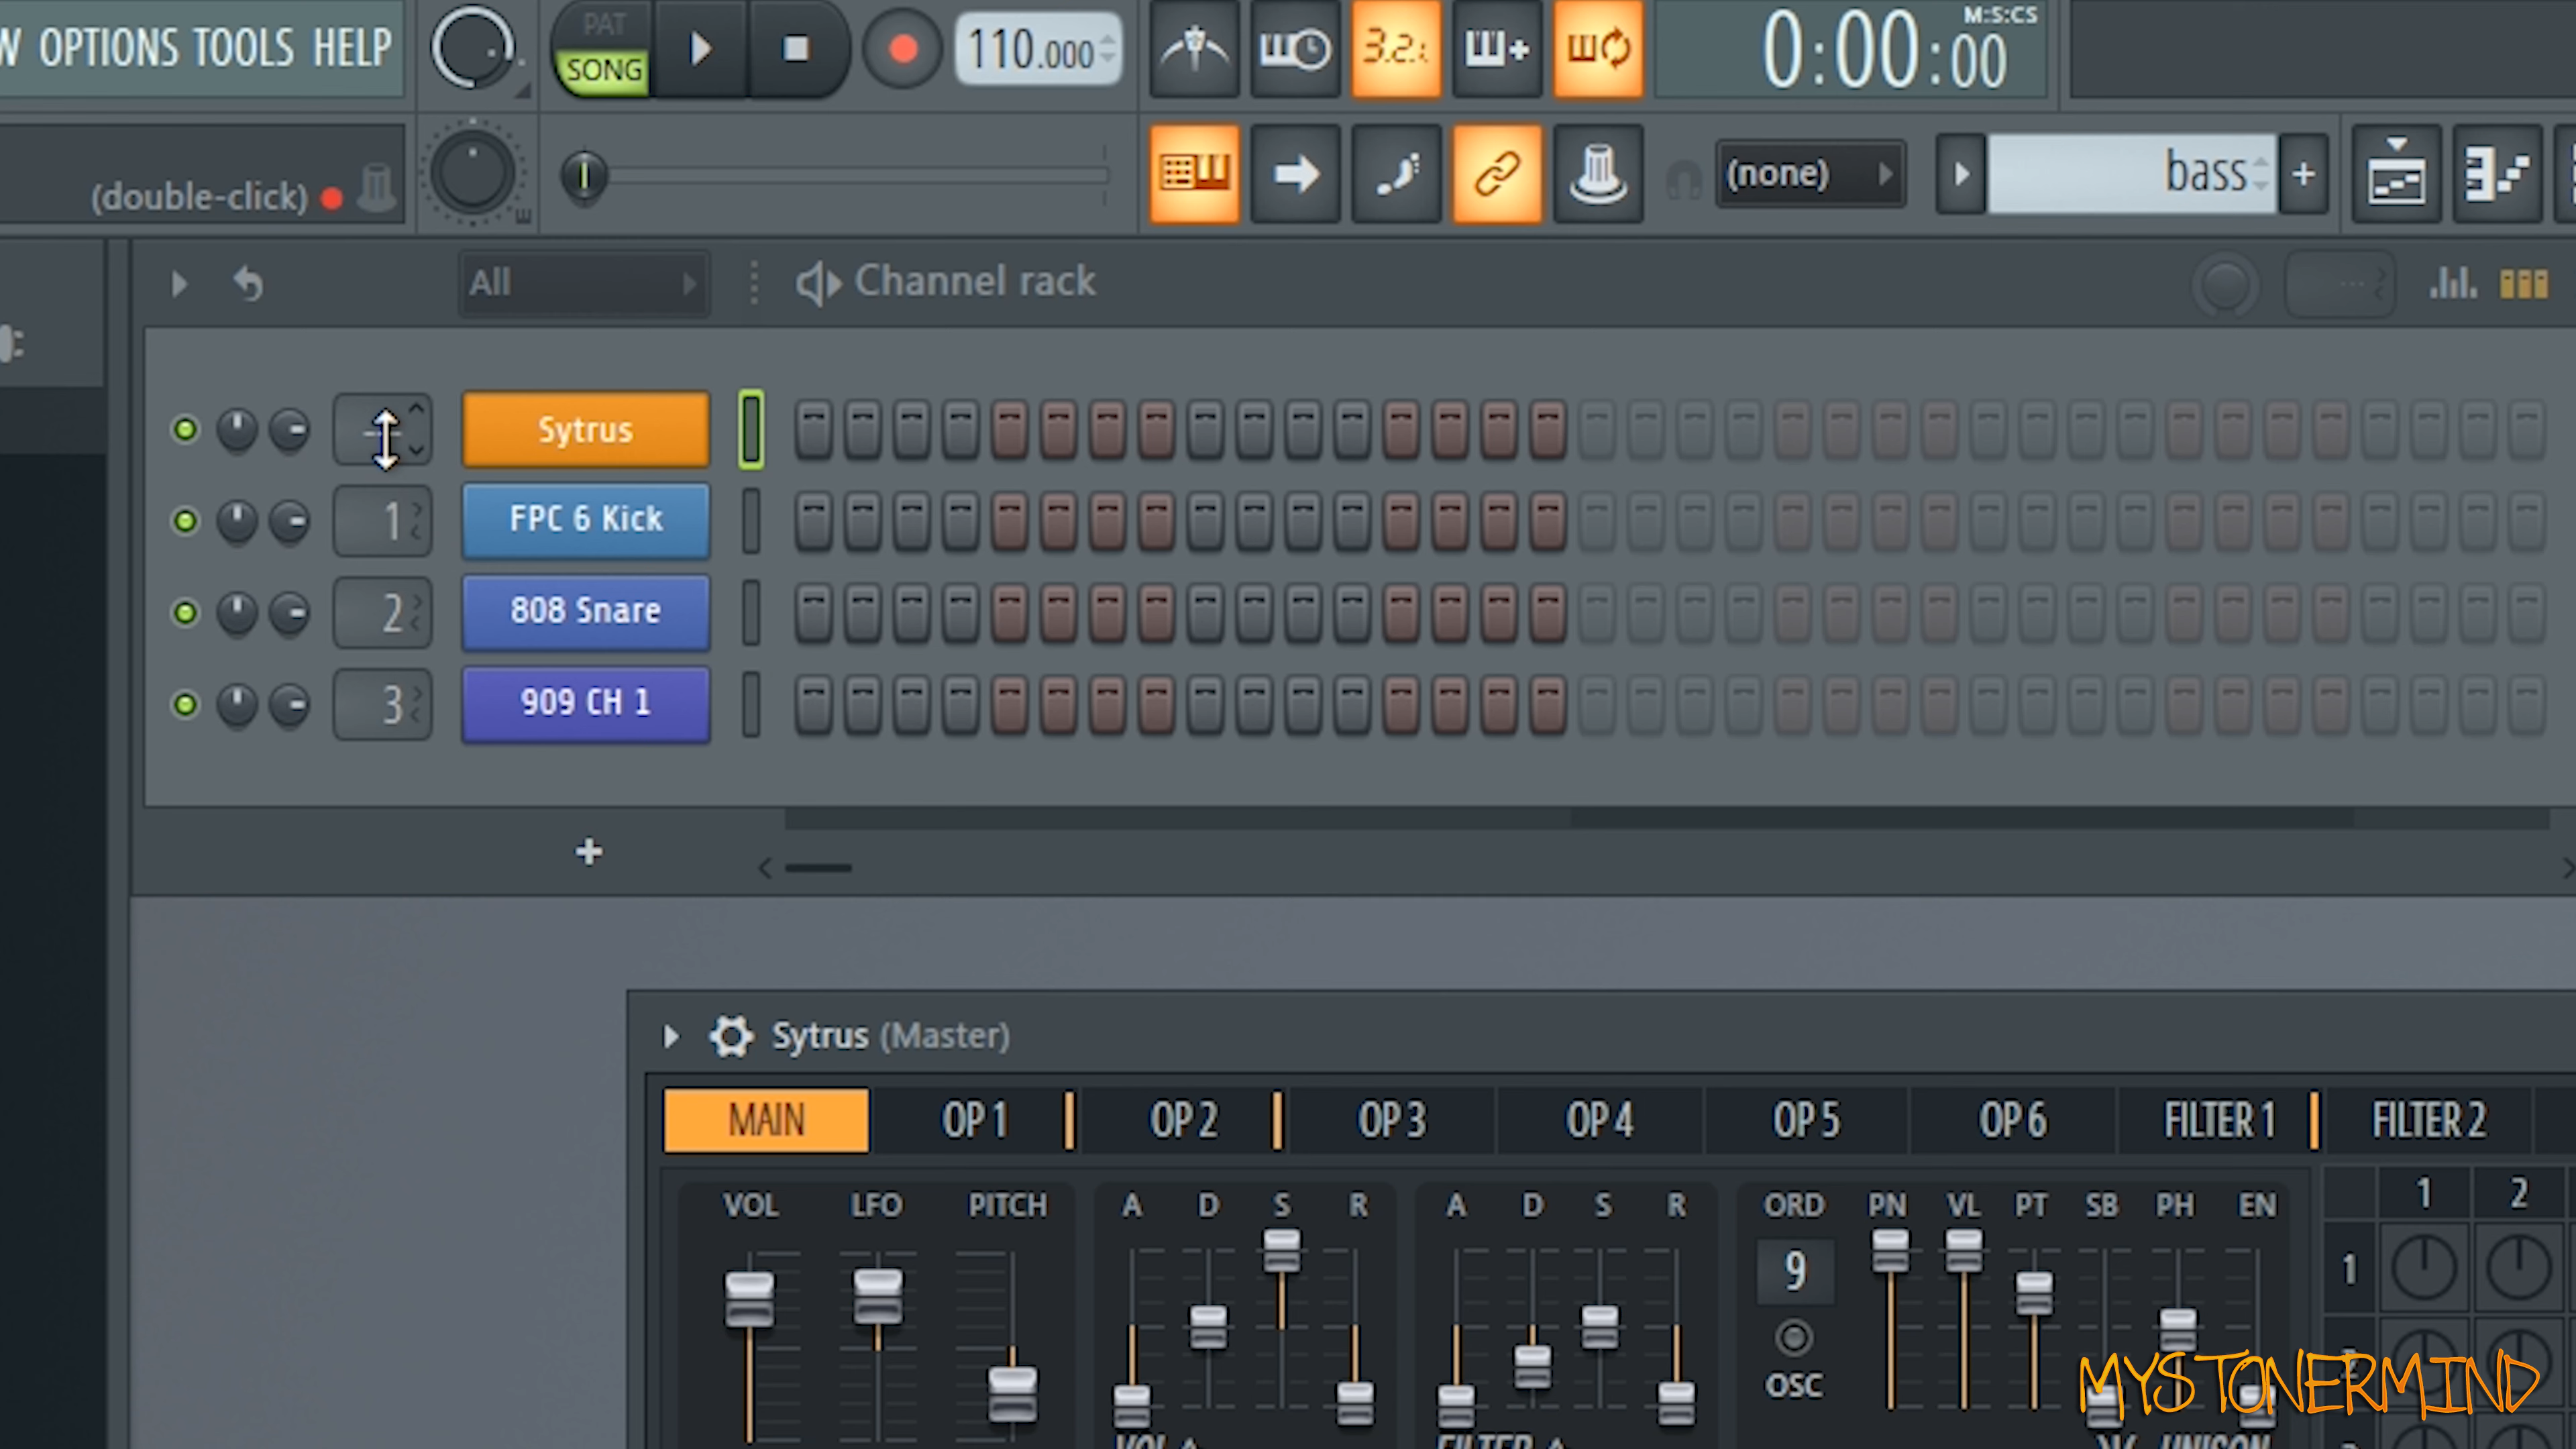 W OPTIONS TOOLS HELP
PAT
SONG
110.000
3.2.
M:S:CS
0:00:00
(double-click)
(none)
bass
+
All
Channel rack
Sytrus
1
FPC 6 Kick
2
808 Snare
3
909 CH 1
+
Sytrus (Master)
MAIN OP 1 OP 2 OP 3 OP 4 OP 5 OP 6 FILTER 1 FILTER 2
VOL LFO PITCH A D S R A D S R ORD PN VL PT SB PH EN 1 2
9
1
OSC
2
MYSTONERMIND